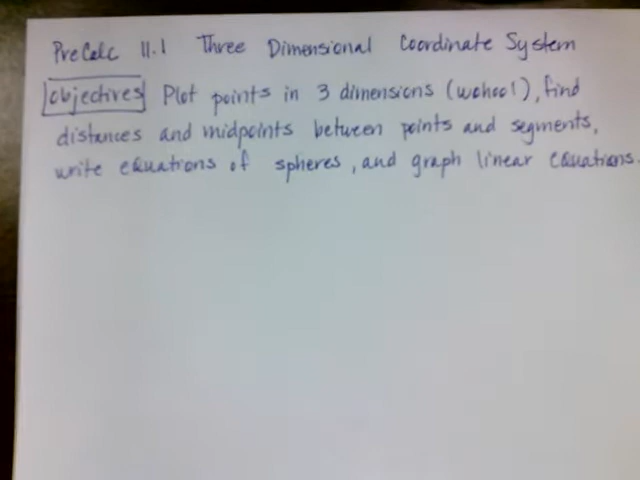 PreCalc 11.1 Three Dimensional Coordinate System
Objectives Plot points in 3 dimensions (wohoo!), find
distances and midpoints between points and segments,
write equations of spheres, and graph linear equations.